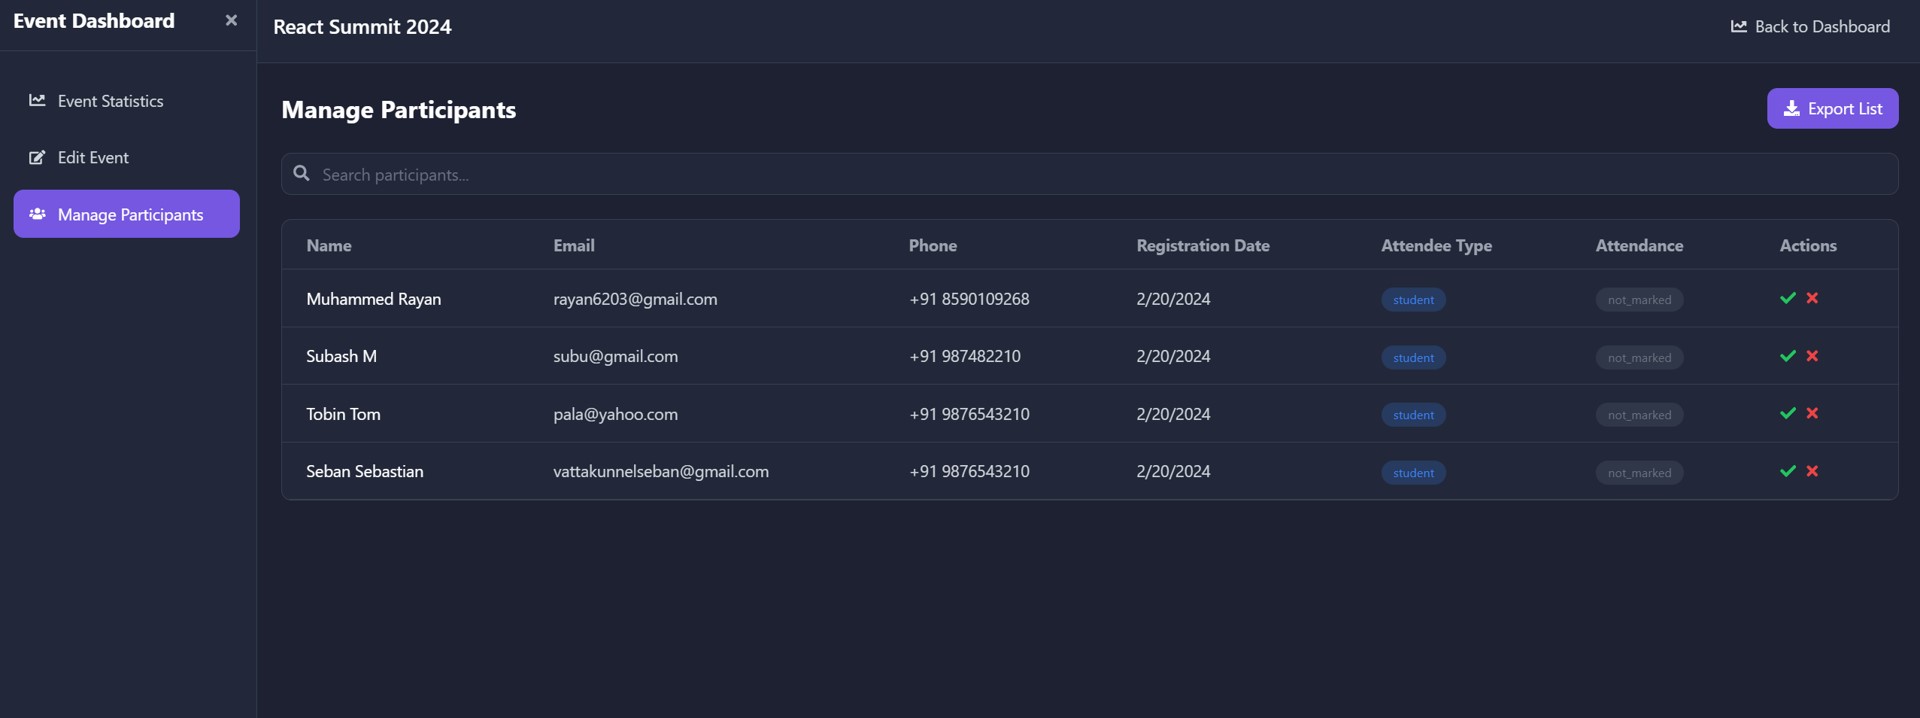 Event Dashboard
React Summit 2024
Back to Dashboard
Event Statistics
Edit Event
Manage Participants
Manage Participants
Export List
Search participants...
Name Email Phone Registration Date Attendee Type Attendance Actions
Muhammed Rayan rayan6203@gmail.com +91 8590109268 2/20/2024 student not_marked
Subash M subu@gmail.com +91 987482210 2/20/2024 student not_marked
Tobin Tom pala@yahoo.com +91 9876543210 2/20/2024 student not_marked
Seban Sebastian vattakunnelseban@gmail.com +91 9876543210 2/20/2024 student not_marked